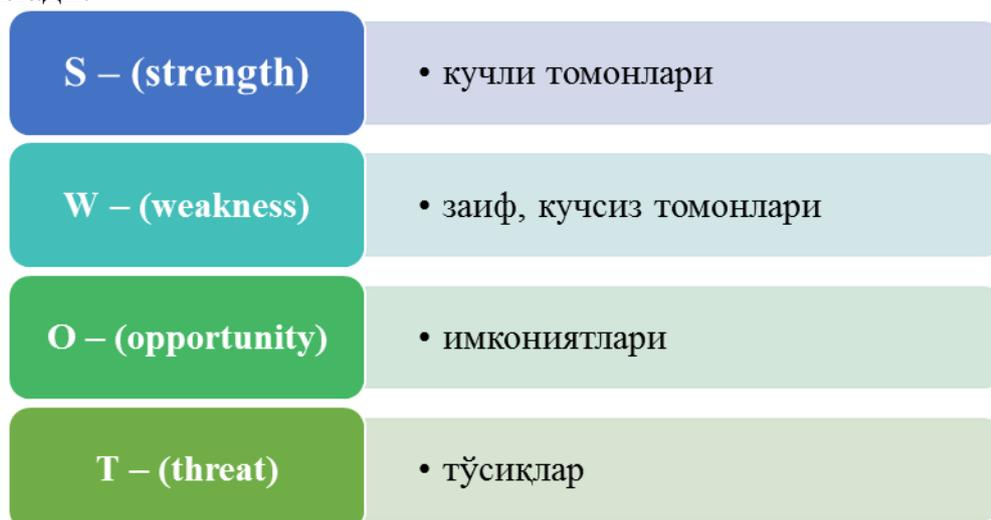 S – (strength)
• кучли томонлари
W – (weakness)
• заиф, кучсиз томонлари
O – (opportunity)
• имкониятлари
T – (threat)
• тўсиқлар